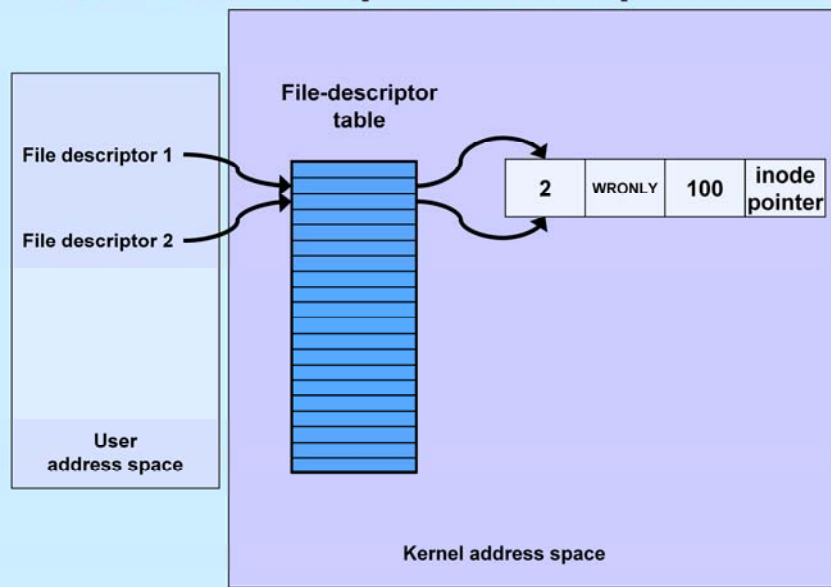 File-descriptor
table
File descriptor 1
File descriptor 2
2
WRONLY
100
inode
pointer
User
address space
Kernel address space